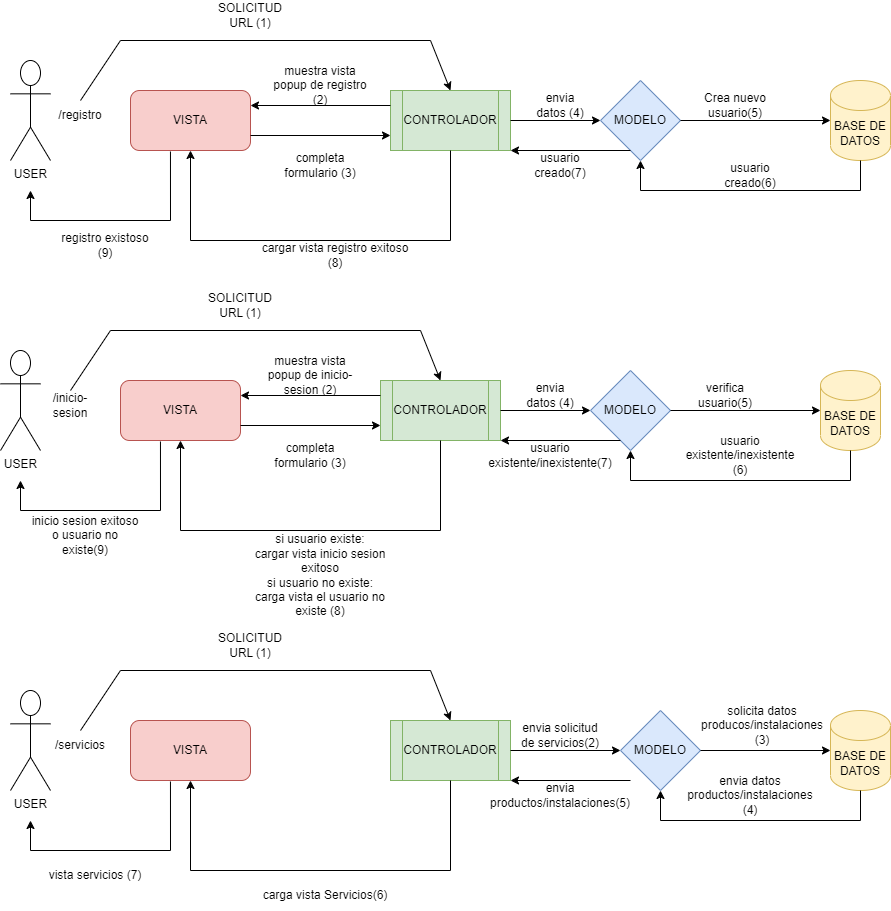 SOLICITUD
URL (1)
/registro
USER
VISTA
muestra vista
popup de registro
(2)
completa
formulario (3)
CONTROLADOR
envia
datos (4)
usuario
creado(7)
MODELO
Crea nuevo
usuario(5)
usuario
creado(6)
BASE DE
DATOS
registro existoso
(9)
cargar vista registro exitoso
(8)
SOLICITUD
URL (1)
/inicio-
sesion
USER
VISTA
muestra vista
popup de inicio-
sesion (2)
completa
formulario (3)
CONTROLADOR
envia
datos (4)
usuario
existente/inexistente(7)
MODELO
verifica
usuario(5)
usuario
existente/inexistente
(6)
BASE DE
DATOS
inicio sesion exitoso
o usuario no
existe(9)
si usuario existe:
cargar vista inicio sesion
exitoso
si usuario no existe:
carga vista el usuario no
existe (8)
SOLICITUD
URL (1)
/servicios
USER
VISTA
CONTROLADOR
envia solicitud
de servicios(2)
envia
productos/instalaciones(5)
MODELO
solicita datos
producos/instalaciones
(3)
envia datos
productos/instalaciones
(4)
BASE DE
DATOS
vista servicios (7)
carga vista Servicios(6)